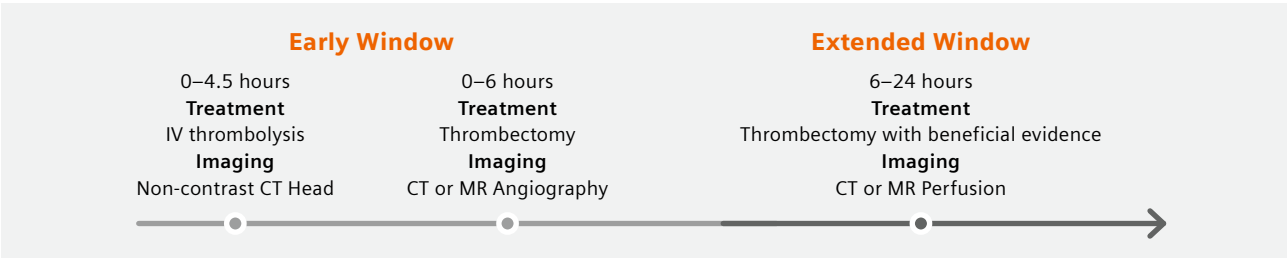 Early Window
0–4.5 hours
Treatment
IV thrombolysis
Imaging
Non-contrast CT Head
0–6 hours
Treatment
Thrombectomy
Imaging
CT or MR Angiography
Extended Window
6–24 hours
Treatment
Thrombectomy with beneficial evidence
Imaging
CT or MR Perfusion